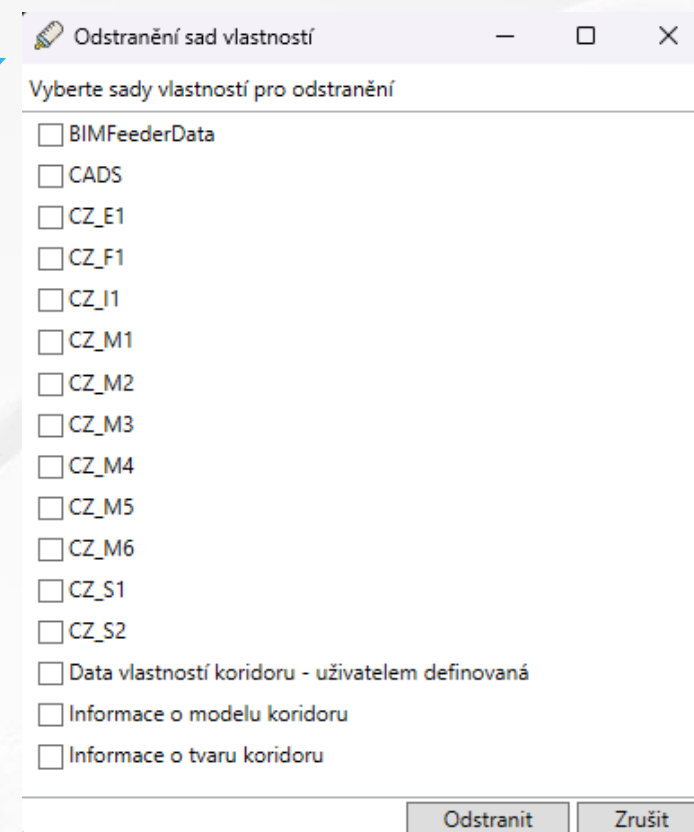 Odstranění sad vlastností
Vyberte sady vlastností pro odstranění
BIMFeederData
CADS
CZ_E1
CZ_F1
CZ_I1
CZ_M1
CZ_M2
CZ_M3
CZ_M4
CZ_M5
CZ_M6
CZ_S1
CZ_S2
Data vlastností koridoru - uživatelem definovaná
Informace o modelu koridoru
Informace o tvaru koridoru
Odstranit Zrušit